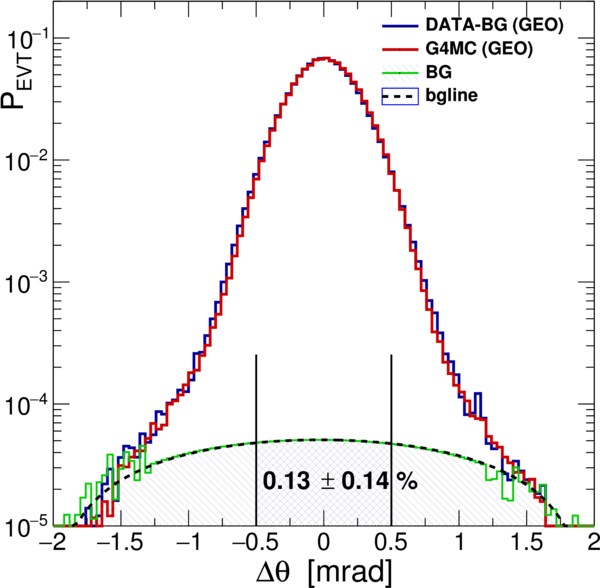 DATA-BG (GEO)
G4MC (GEO)
BG
bgline
P_EVT
10⁻¹
10⁻²
10⁻³
10⁻⁴
10⁻⁵
0.13 ± 0.14 %
−2 −1.5 −1 −0.5 0 0.5 1 1.5 2
Δθ [mrad]